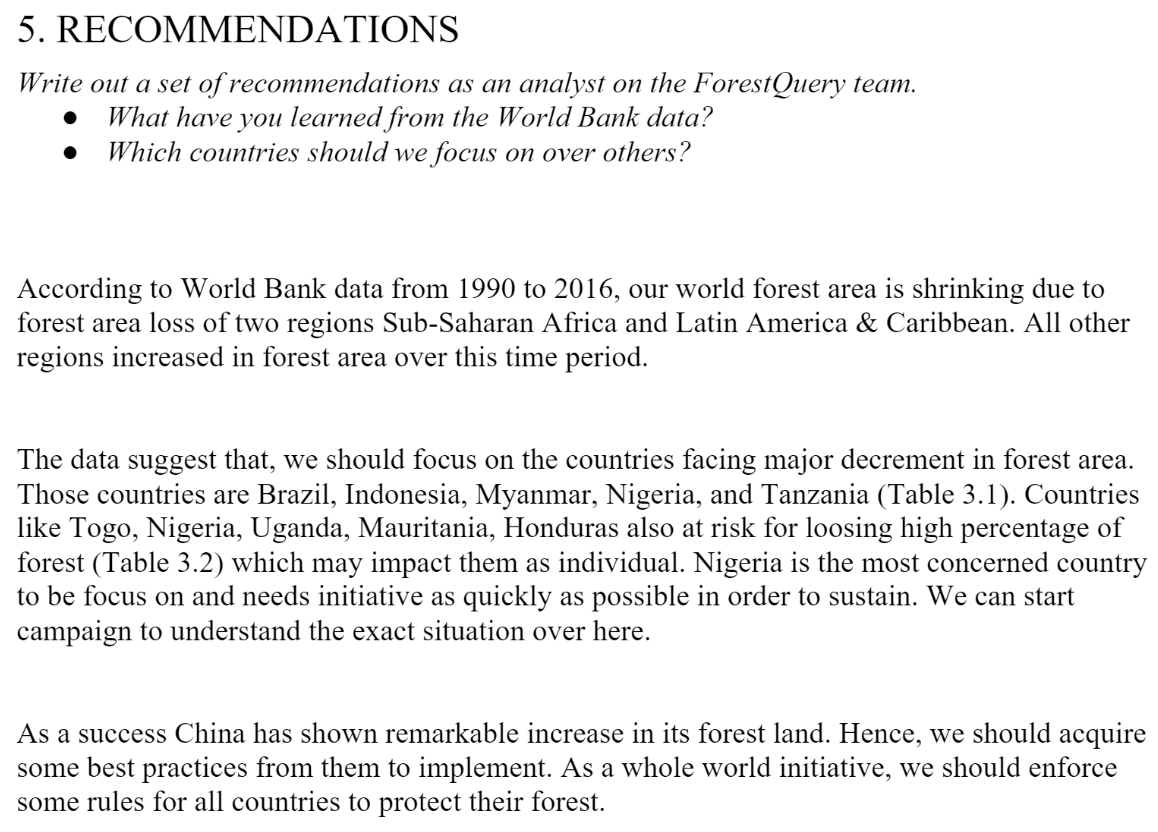 5. RECOMMENDATIONS
Write out a set of recommendations as an analyst on the ForestQuery team.
● What have you learned from the World Bank data?
● Which countries should we focus on over others?
According to World Bank data from 1990 to 2016, our world forest area is shrinking due to
forest area loss of two regions Sub-Saharan Africa and Latin America & Caribbean. All other
regions increased in forest area over this time period.
The data suggest that, we should focus on the countries facing major decrement in forest area.
Those countries are Brazil, Indonesia, Myanmar, Nigeria, and Tanzania (Table 3.1). Countries
like Togo, Nigeria, Uganda, Mauritania, Honduras also at risk for loosing high percentage of
forest (Table 3.2) which may impact them as individual. Nigeria is the most concerned country
to be focus on and needs initiative as quickly as possible in order to sustain. We can start
campaign to understand the exact situation over here.
As a success China has shown remarkable increase in its forest land. Hence, we should acquire
some best practices from them to implement. As a whole world initiative, we should enforce
some rules for all countries to protect their forest.